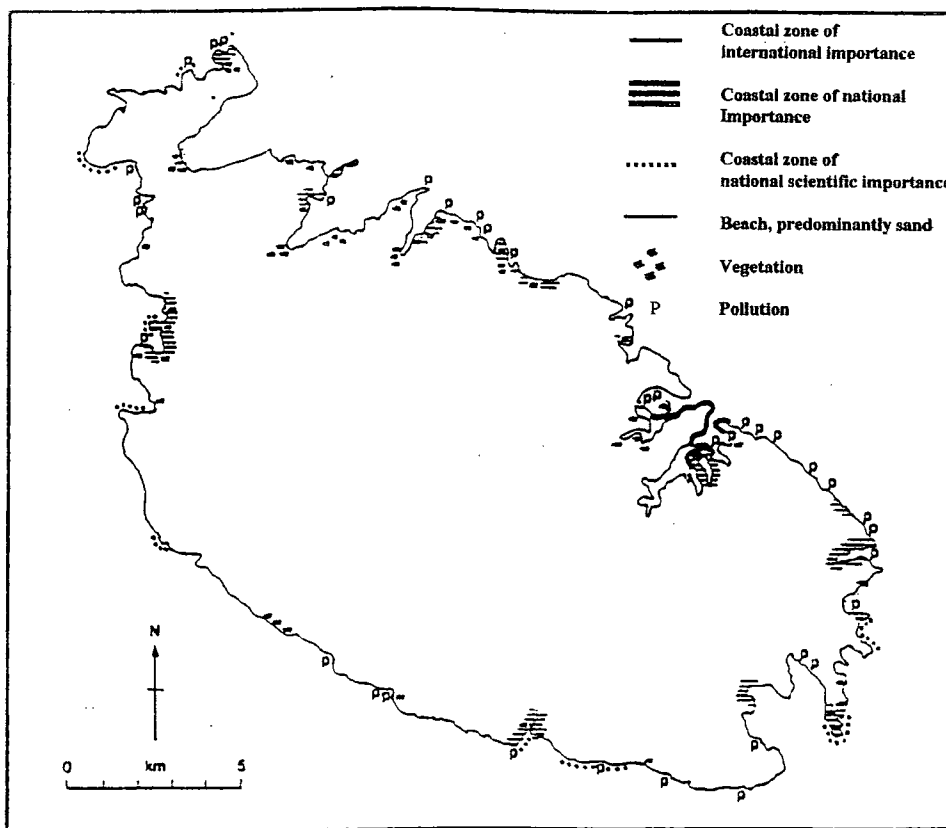 Coastal zone of
international importance
Coastal zone of national
Importance
Coastal zone of
national scientific importance
Beach, predominantly sand
Vegetation
P Pollution
N
0 km 5